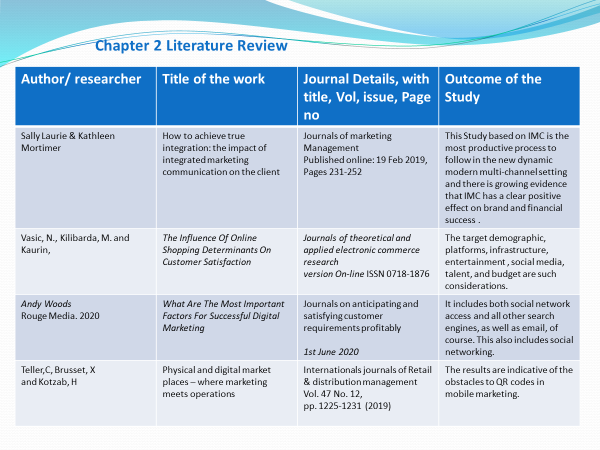 Chapter 2 Literature Review
Author/ researcher
Title of the work
Journal Details, with
title, Vol, issue, Page
no
Outcome of the
Study
Sally Laurie & Kathleen
Mortimer
How to achieve true
integration: the impact of
integrated marketing
communication on the client
Journals of marketing
Management
Published online: 19 Feb 2019,
Pages 231-252
This Study based on IMC is the
most productive process to
follow in the new dynamic
modern multi-channel setting
and there is growing evidence
that IMC has a clear positive
effect on brand and financial
success .
Vasic, N., Kilibarda, M. and
Kaurin,
The Influence Of Online
Shopping Determinants On
Customer Satisfaction
Journals of theoretical and
applied electronic commerce
research
version On-line ISSN 0718-1876
The target demographic,
platforms, infrastructure,
entertainment , social media,
talent, and budget are such
considerations.
Andy Woods
Rouge Media. 2020
What Are The Most Important
Factors For Successful Digital
Marketing
Journals on anticipating and
satisfying customer
requirements profitably
1st June 2020
It includes both social network
access and all other search
engines, as well as email, of
course. This also includes social
networking.
Teller,C, Brusset, X
and Kotzab, H
Physical and digital market
places – where marketing
meets operations
Internationals journals of Retail
& distribution management
Vol. 47 No. 12,
pp. 1225-1231 (2019)
The results are indicative of the
obstacles to QR codes in
mobile marketing.